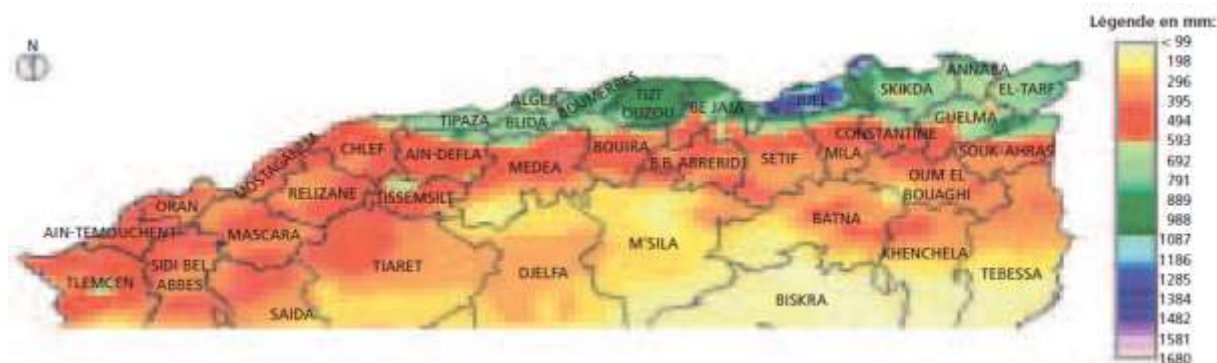 Légende en mm:
N
< 99
198
296
395
494
593
692
791
889
988
1087
1186
1285
1384
1482
1581
1680
ANNABA
SKIKDA
EL-TARF
ALGER
BOUMERRES
TIZI
OUZOU
BEJAJA
JIJEL
GUELMA
TIPAZA
BLIDA
CONSTANTINE
CHLEF
AIN-DEFLA
MEDEA
BOUIRA
B.B. ABRERIDJ
SETIF
MILA
SOUK-AHRAS
MOSTAGANEM
RELIZANE
TISSEMSILT
OUM EL
BOUAGHI
ORAN
BATNA
AIN-TEMOUCHENT
MASCARA
M'SILA
KHENCHELA
TLEMCEN
SIDI BEL
ABBES
TIARET
DJELFA
TEBESSA
SAIDA
BISKRA